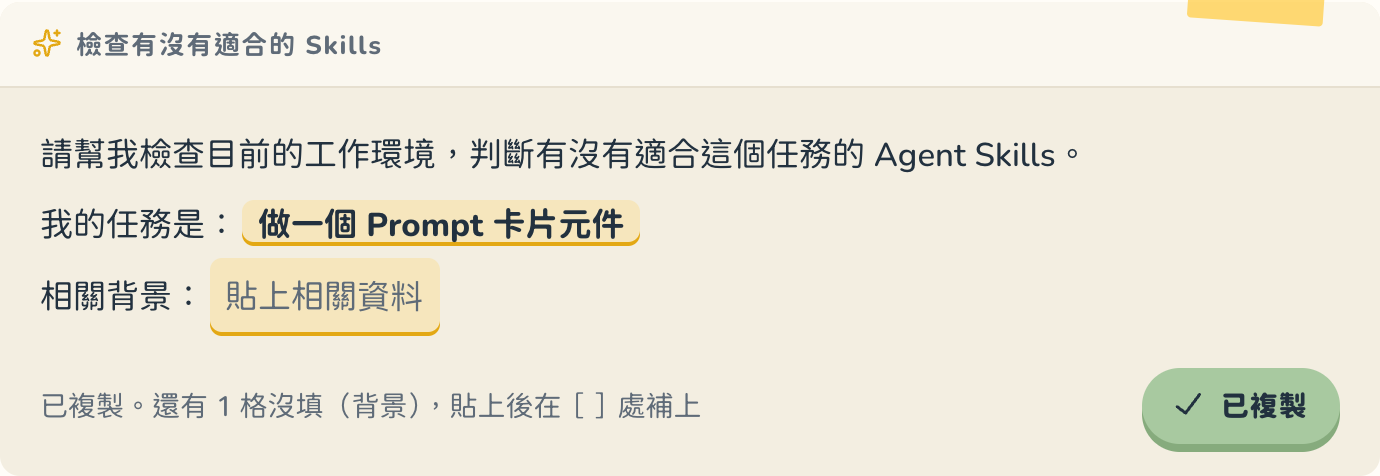 檢查有沒有適合的 Skills
請幫我檢查目前的工作環境，判斷有沒有適合這個任務的 Agent Skills。
我的任務是： 做一個 Prompt 卡片元件
相關背景： 貼上相關資料
已複製。還有 1 格沒填（背景），貼上後在 [ ] 處補上
✓ 已複製